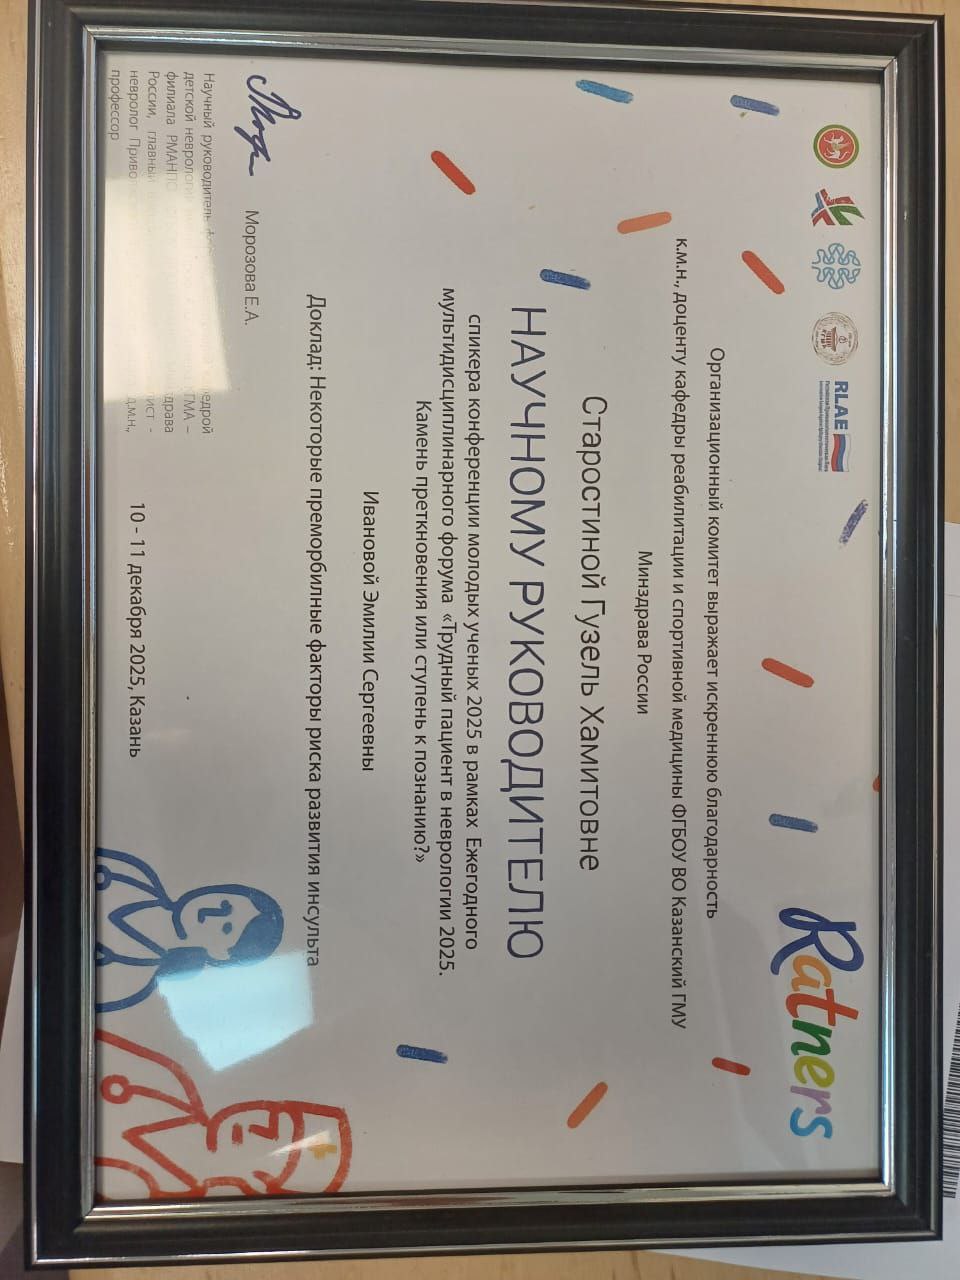 RLAE
Ratners
Организационный комитет выражает искреннюю благодарность
к.м.н., доценту кафедры реабилитации и спортивной медицины ФГБОУ ВО Казанский ГМУ
Минздрава России
Старостиной Гузель Хамитовне
НАУЧНОМУ РУКОВОДИТЕЛЮ
спикера конференции молодых ученых 2025 в рамках Ежегодного
мультидисциплинарного форума «Трудный пациент в неврологии 2025.
Камень преткновения или ступень к познанию?»
Ивановой Эмилии Сергеевны
Доклад: Некоторые преморбилные факторы риска развития инсульта
Морозова Е.А.
Научный руководитель
детской неврологии ГМА –
филиала
России, главный
невролог д.м.н.,
профессор
10 - 11 декабря 2025, Казань